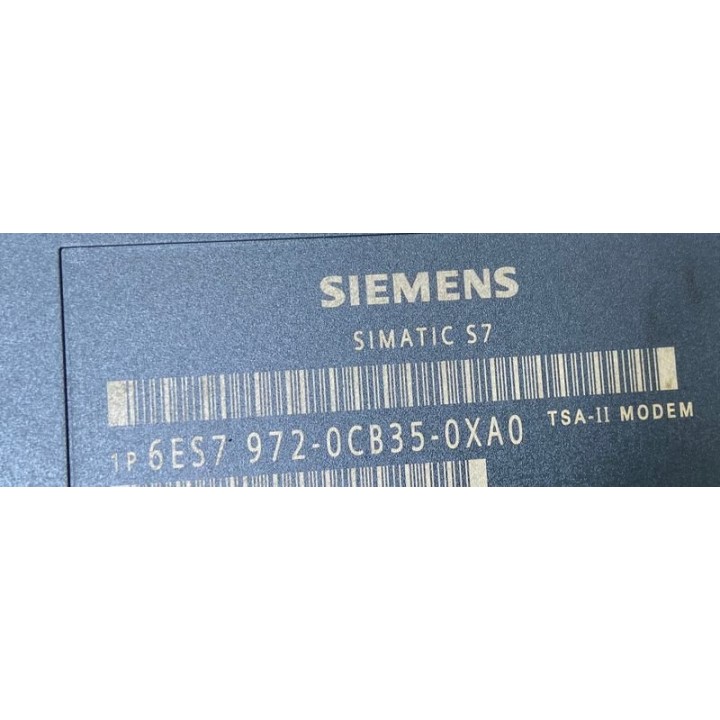 SIEMENS
SIMATIC S7
1P 6ES7 972-0CB35-0XA0 TSA-II MODEM